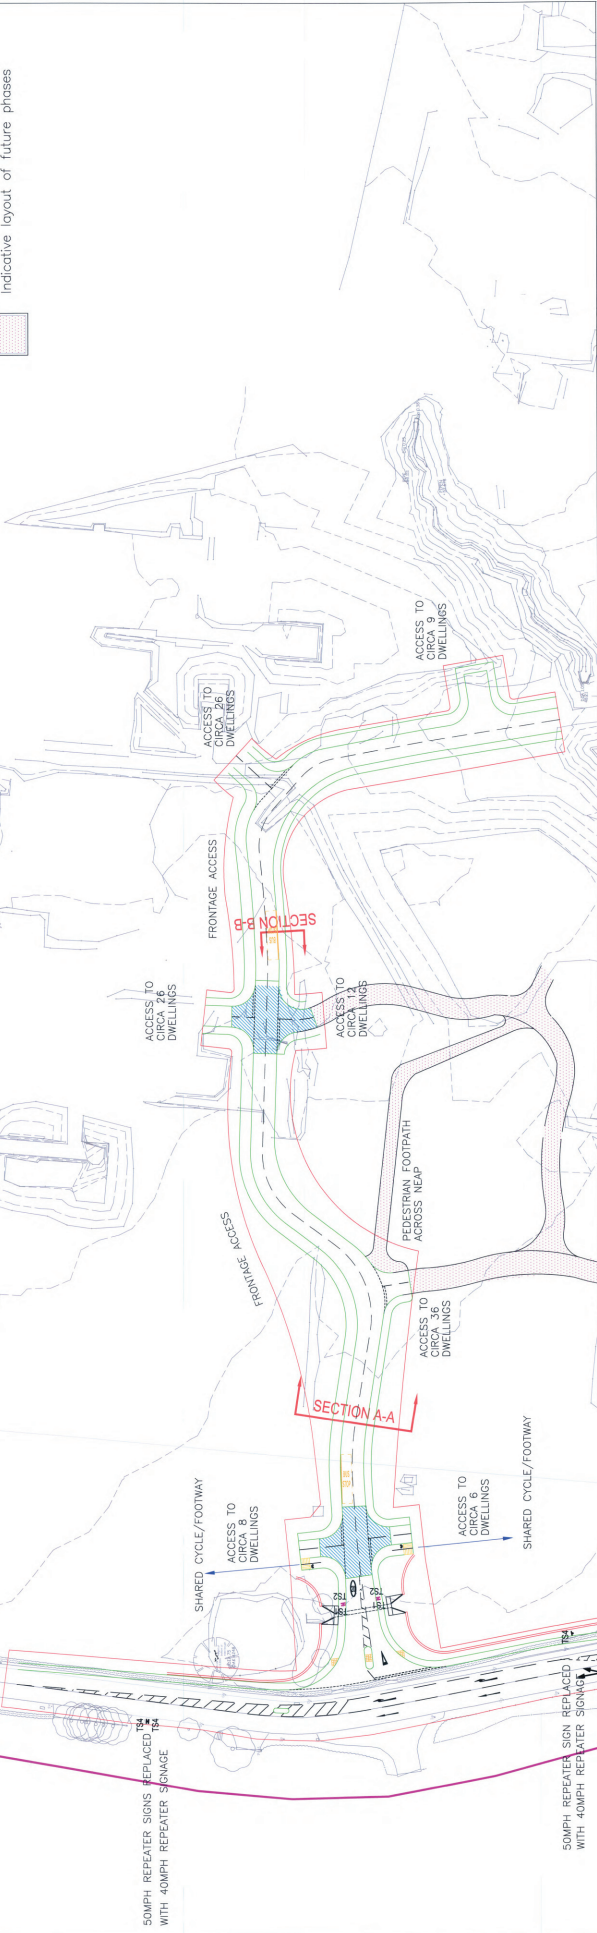 Indicative layout of future phases
ACCESS TO
CIRCA 26
DWELLINGS
ACCESS TO
CIRCA 9
DWELLINGS
FRONTAGE ACCESS
SECTION B-B
ACCESS TO
CIRCA 26
DWELLINGS
ACCESS TO
CIRCA 12
DWELLINGS
PEDESTRIAN FOOTPATH
ACROSS NEAP
FRONTAGE ACCESS
ACCESS TO
CIRCA 36
DWELLINGS
SECTION A-A
SHARED CYCLE/FOOTWAY
ACCESS TO
CIRCA 8
DWELLINGS
ACCESS TO
CIRCA 6
DWELLINGS
SHARED CYCLE/FOOTWAY
TS2
TS1
TS2
TS1
TS4
TS4
50MPH REPEATER SIGNS REPLACED
WITH 40MPH REPEATER SIGNAGE
TS4
50MPH REPEATER SIGN REPLACED
WITH 40MPH REPEATER SIGNAGE